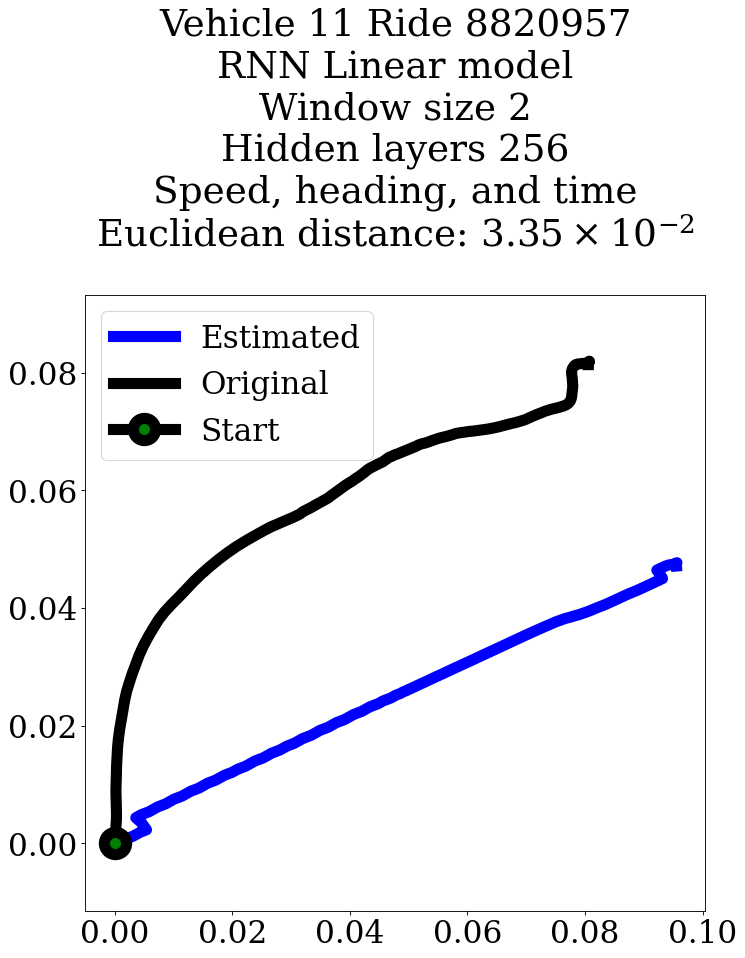 Vehicle 11 Ride 8820957
RNN Linear model
Window size 2
Hidden layers 256
Speed, heading, and time
Euclidean distance: 3.35 × 10⁻²
Estimated
Original
Start
0.08
0.06
0.04
0.02
0.00
0.00 0.02 0.04 0.06 0.08 0.10